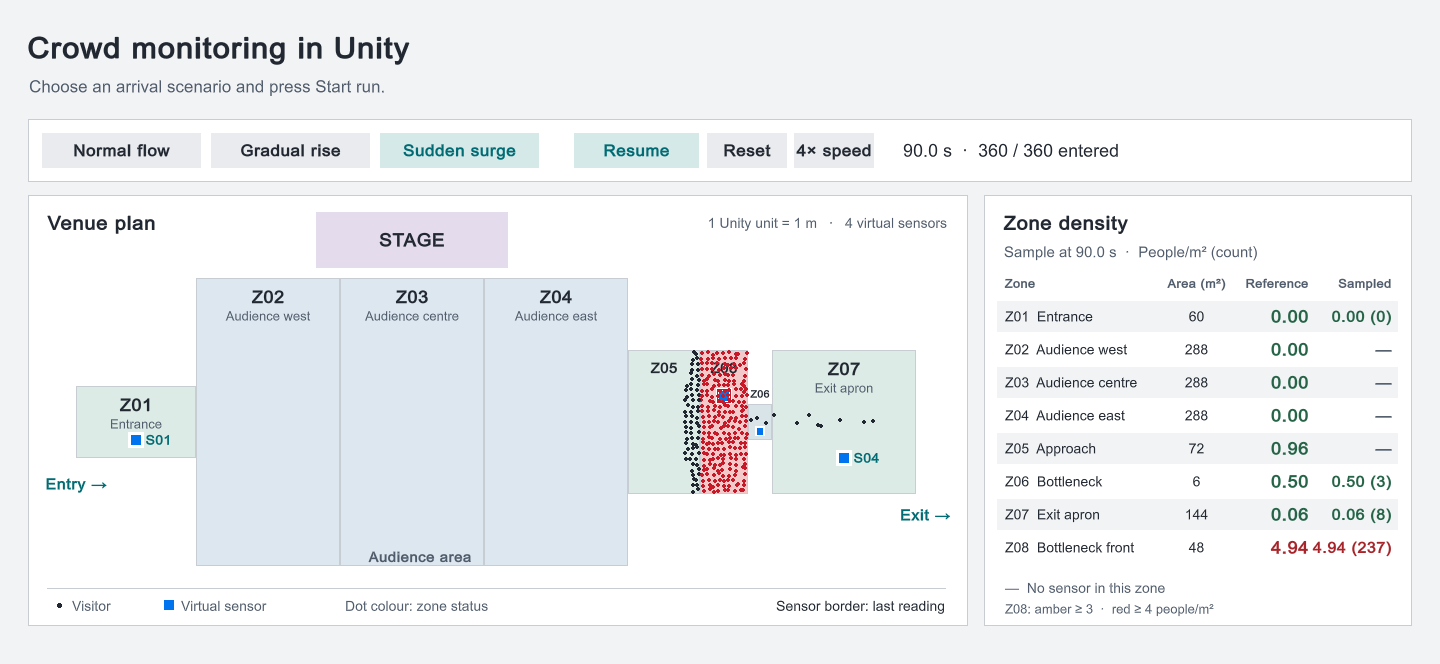 Crowd monitoring in Unity
Choose an arrival scenario and press Start run.
Normal flow
Gradual rise
Sudden surge
Resume
Reset
4× speed
90.0 s · 360 / 360 entered
Venue plan
STAGE
1 Unity unit = 1 m · 4 virtual sensors
Z02
Audience west
Z03
Audience centre
Z04
Audience east
Z05
Z08
Z06
Z07
Exit apron
Z01
Entrance
S01
S04
Entry →
Exit →
Audience area
Visitor
Virtual sensor
Dot colour: zone status
Sensor border: last reading
Zone density
Sample at 90.0 s · People/m² (count)
Zone Area (m²) Reference Sampled
Z01 Entrance 60 0.00 0.00 (0)
Z02 Audience west 288 0.00 —
Z03 Audience centre 288 0.00 —
Z04 Audience east 288 0.00 —
Z05 Approach 72 0.96 —
Z06 Bottleneck 6 0.50 0.50 (3)
Z07 Exit apron 144 0.06 0.06 (8)
Z08 Bottleneck front 48 4.94 4.94 (237)
— No sensor in this zone
Z08: amber ≥ 3 · red ≥ 4 people/m²